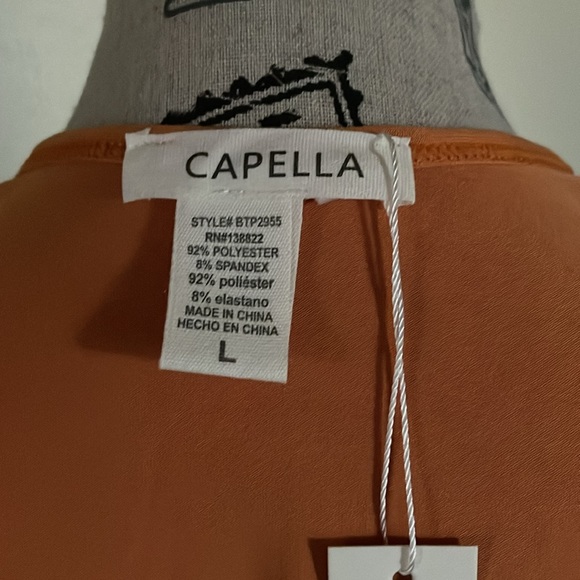 CAPELLA
STYLE# BTP2955
RN#138822
92% POLYESTER
8% SPANDEX
92% poliéster
8% elastano
MADE IN CHINA
HECHO EN CHINA
L